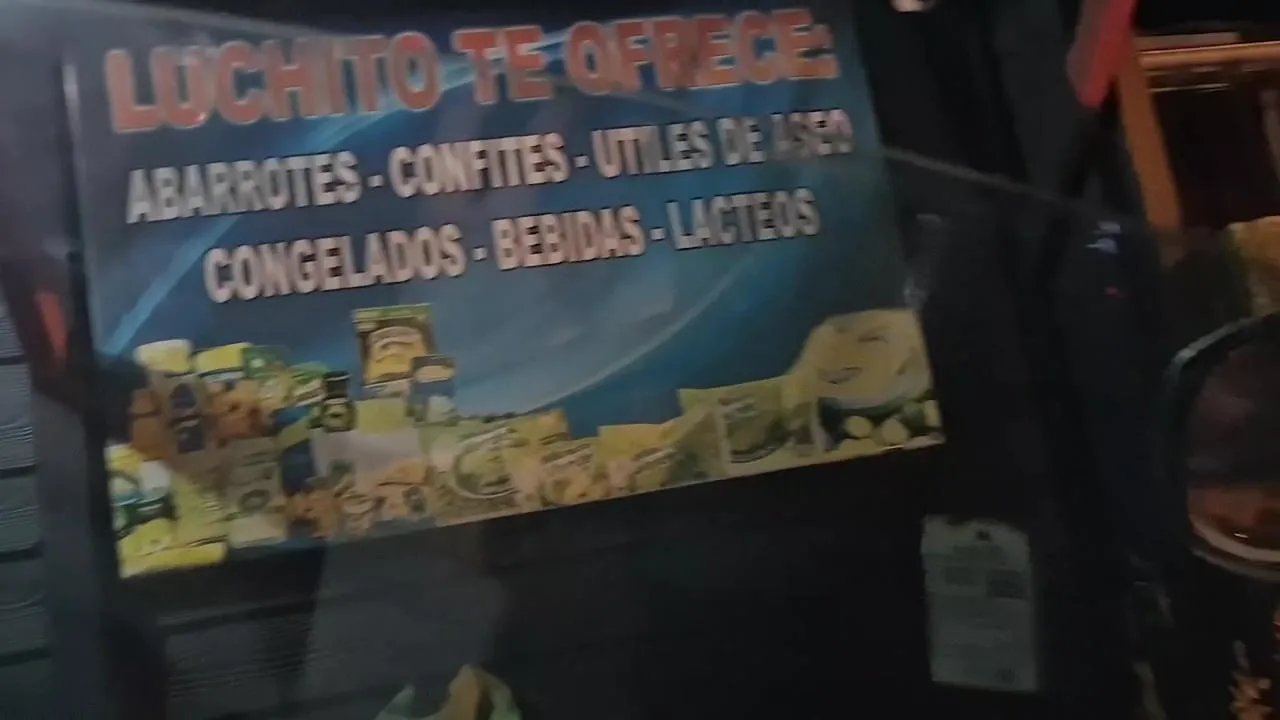 LUCHITO TE OFRECE:
ABARROTES - CONFITES - UTILES DE ASEO
CONGELADOS - BEBIDAS - LACTEOS